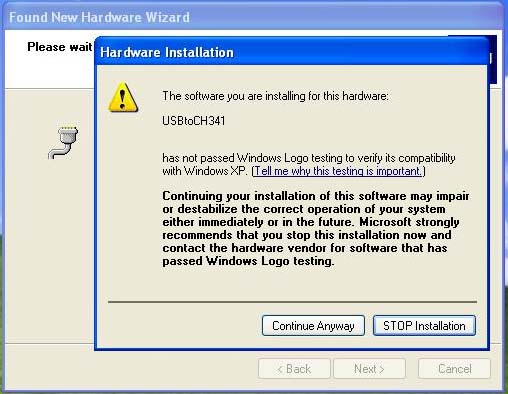 Found New Hardware Wizard
Please wait
Hardware Installation
The software you are installing for this hardware:
USBtoCH341
has not passed Windows Logo testing to verify its compatibility
with Windows XP. (Tell me why this testing is important.)
Continuing your installation of this software may impair
or destabilize the correct operation of your system
either immediately or in the future. Microsoft strongly
recommends that you stop this installation now and
contact the hardware vendor for software that has
passed Windows Logo testing.
Continue Anyway
STOP Installation
< Back
Next >
Cancel